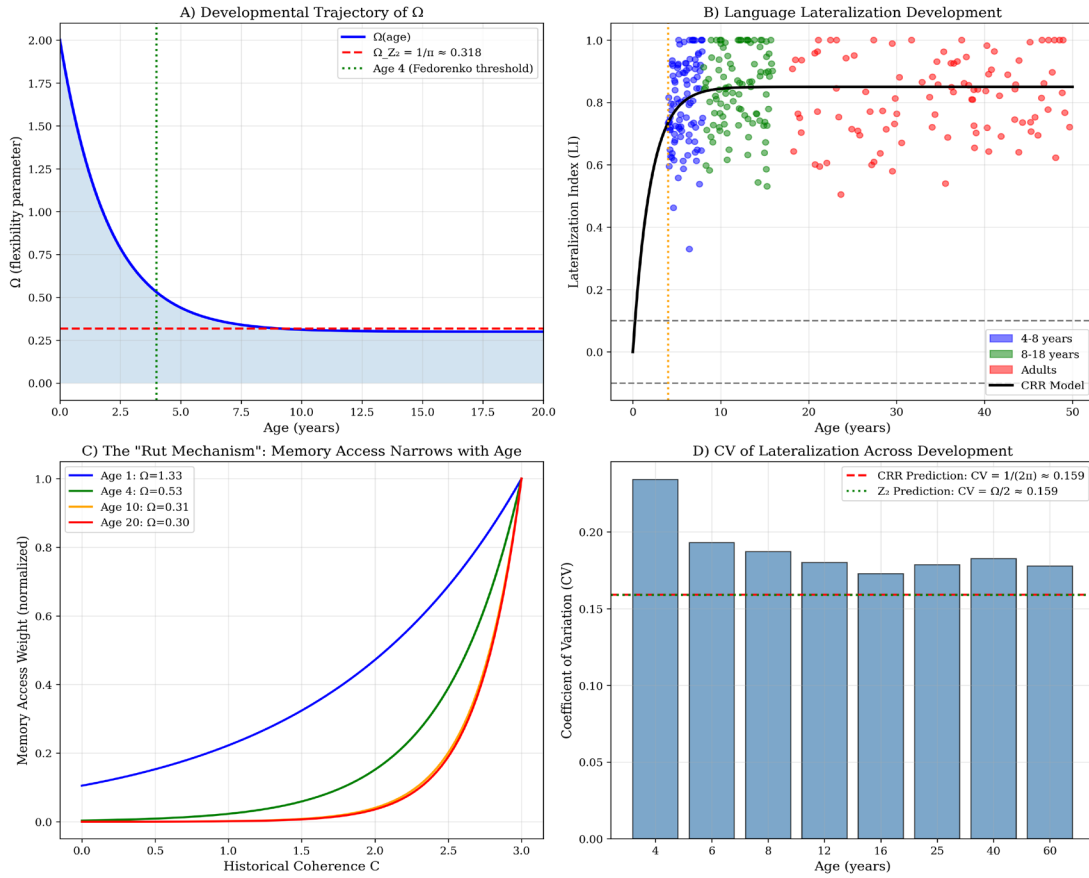 A) Developmental Trajectory of Ω
Ω (flexibility parameter)
2.00
1.75
1.50
1.25
1.00
0.75
0.50
0.25
0.00
Ω(age)
Ω_Z₂ = 1/π ≈ 0.318
Age 4 (Fedorenko threshold)
0.0 2.5 5.0 7.5 10.0 12.5 15.0 17.5 20.0
Age (years)
B) Language Lateralization Development
Lateralization Index (LI)
1.0
0.8
0.6
0.4
0.2
0.0
4-8 years
8-18 years
Adults
CRR Model
0 10 20 30 40 50
Age (years)
C) The "Rut Mechanism": Memory Access Narrows with Age
Memory Access Weight (normalized)
1.0
0.8
0.6
0.4
0.2
0.0
Age 1: Ω=1.33
Age 4: Ω=0.53
Age 10: Ω=0.31
Age 20: Ω=0.30
0.0 0.5 1.0 1.5 2.0 2.5 3.0
Historical Coherence C
D) CV of Lateralization Across Development
Coefficient of Variation (CV)
0.20
0.15
0.10
0.05
0.00
CRR Prediction: CV = 1/(2π) ≈ 0.159
Z₂ Prediction: CV = Ω/2 ≈ 0.159
4 6 8 12 16 25 40 60
Age (years)